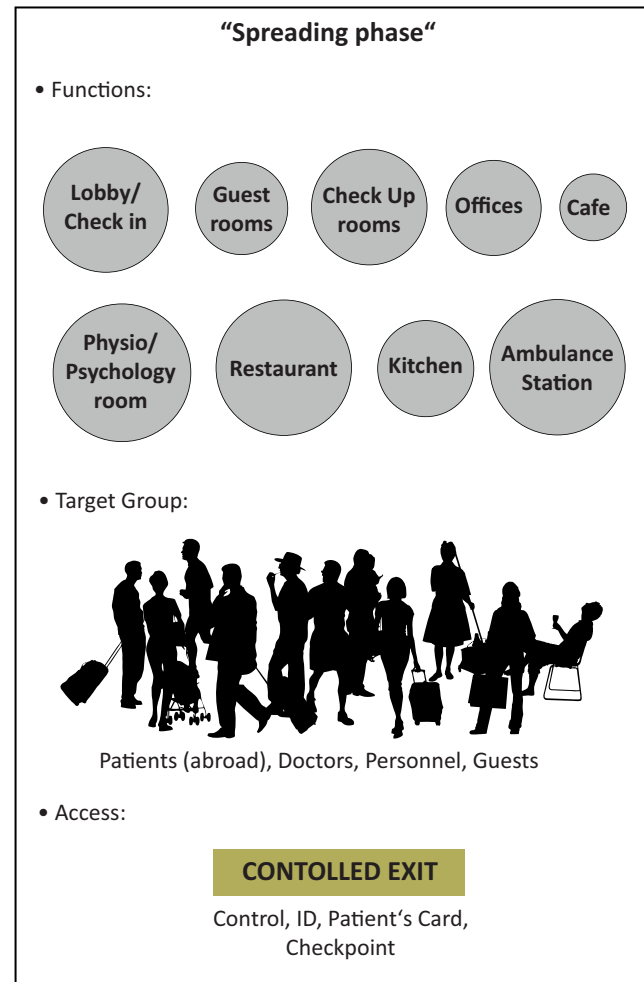 “Spreading phase“
• Functions:
Lobby/
Check in
Guest
rooms
Check Up
rooms
Offices
Cafe
Physio/
Psychology
room
Restaurant
Kitchen
Ambulance
Station
• Target Group:
Patients (abroad), Doctors, Personnel, Guests
• Access:
CONTOLLED EXIT
Control, ID, Patient‘s Card,
Checkpoint